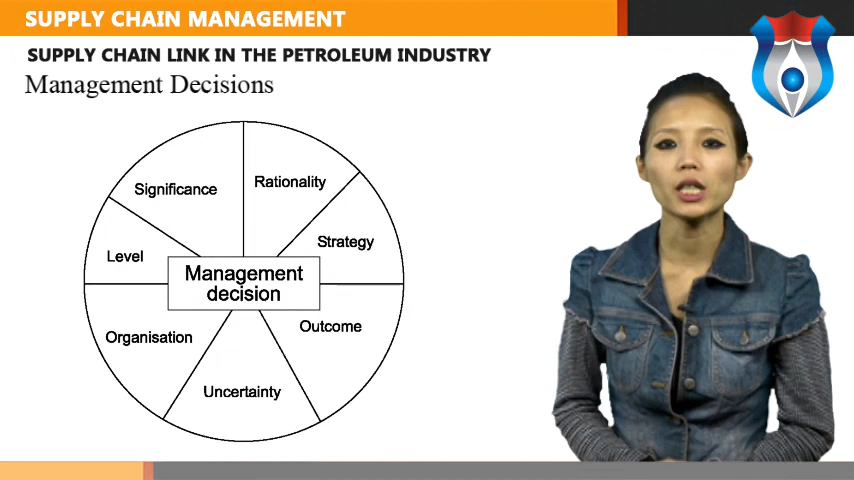 SUPPLY CHAIN MANAGEMENT
SUPPLY CHAIN LINK IN THE PETROLEUM INDUSTRY
Management Decisions
Significance
Rationality
Strategy
Level
Management
decision
Organisation
Outcome
Uncertainty